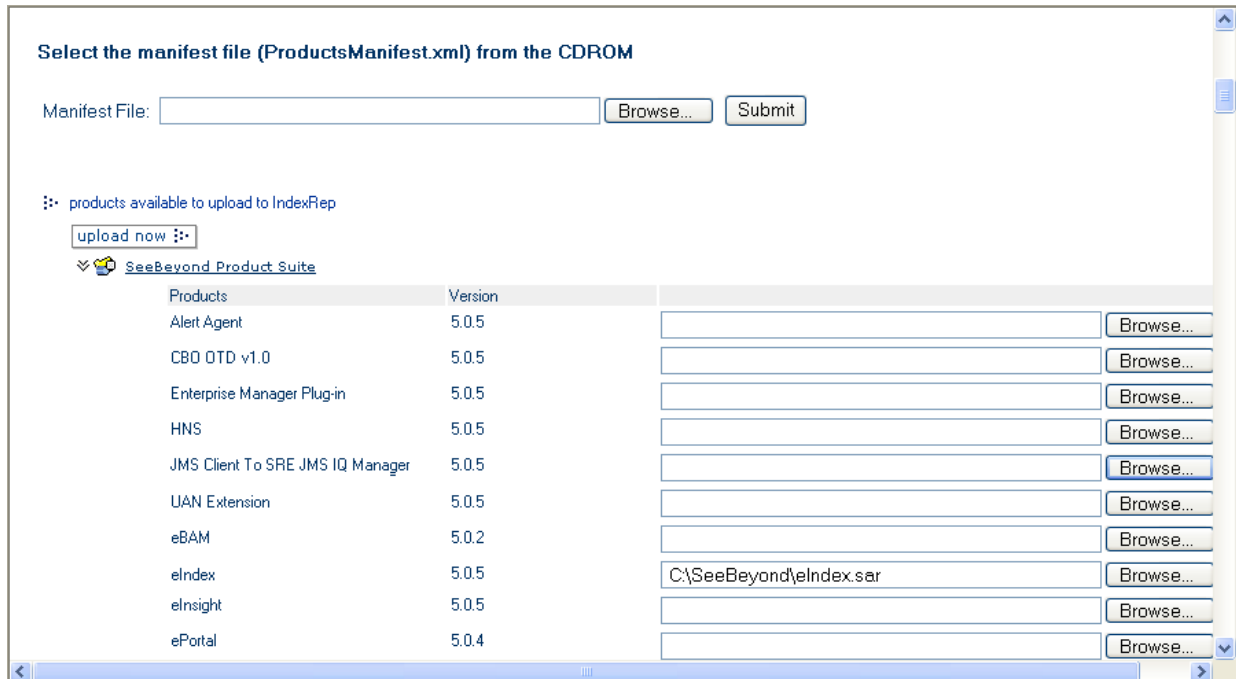 Select the manifest file (ProductsManifest.xml) from the CDROM
Manifest File: Browse... Submit
products available to upload to IndexRep
upload now
SeeBeyond Product Suite
Products Version
Alert Agent 5.0.5 Browse...
CBO OTD v1.0 5.0.5 Browse...
Enterprise Manager Plug-in 5.0.5 Browse...
HNS 5.0.5 Browse...
JMS Client To SRE JMS IQ Manager 5.0.5 Browse...
UAN Extension 5.0.5 Browse...
eBAM 5.0.2 Browse...
eIndex 5.0.5 C:\SeeBeyond\eIndex.sar Browse...
eInsight 5.0.5 Browse...
ePortal 5.0.4 Browse...